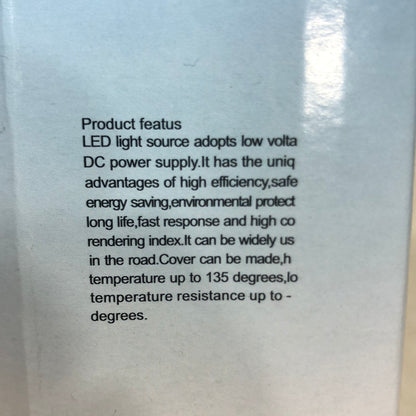 Product featus
LED light source adopts low volta
DC power supply.It has the uniq
advantages of high efficiency,safe
energy saving,environmental protect
long life,fast response and high co
rendering index.It can be widely us
in the road.Cover can be made,h
temperature up to 135 degrees,lo
temperature resistance up to -
degrees.